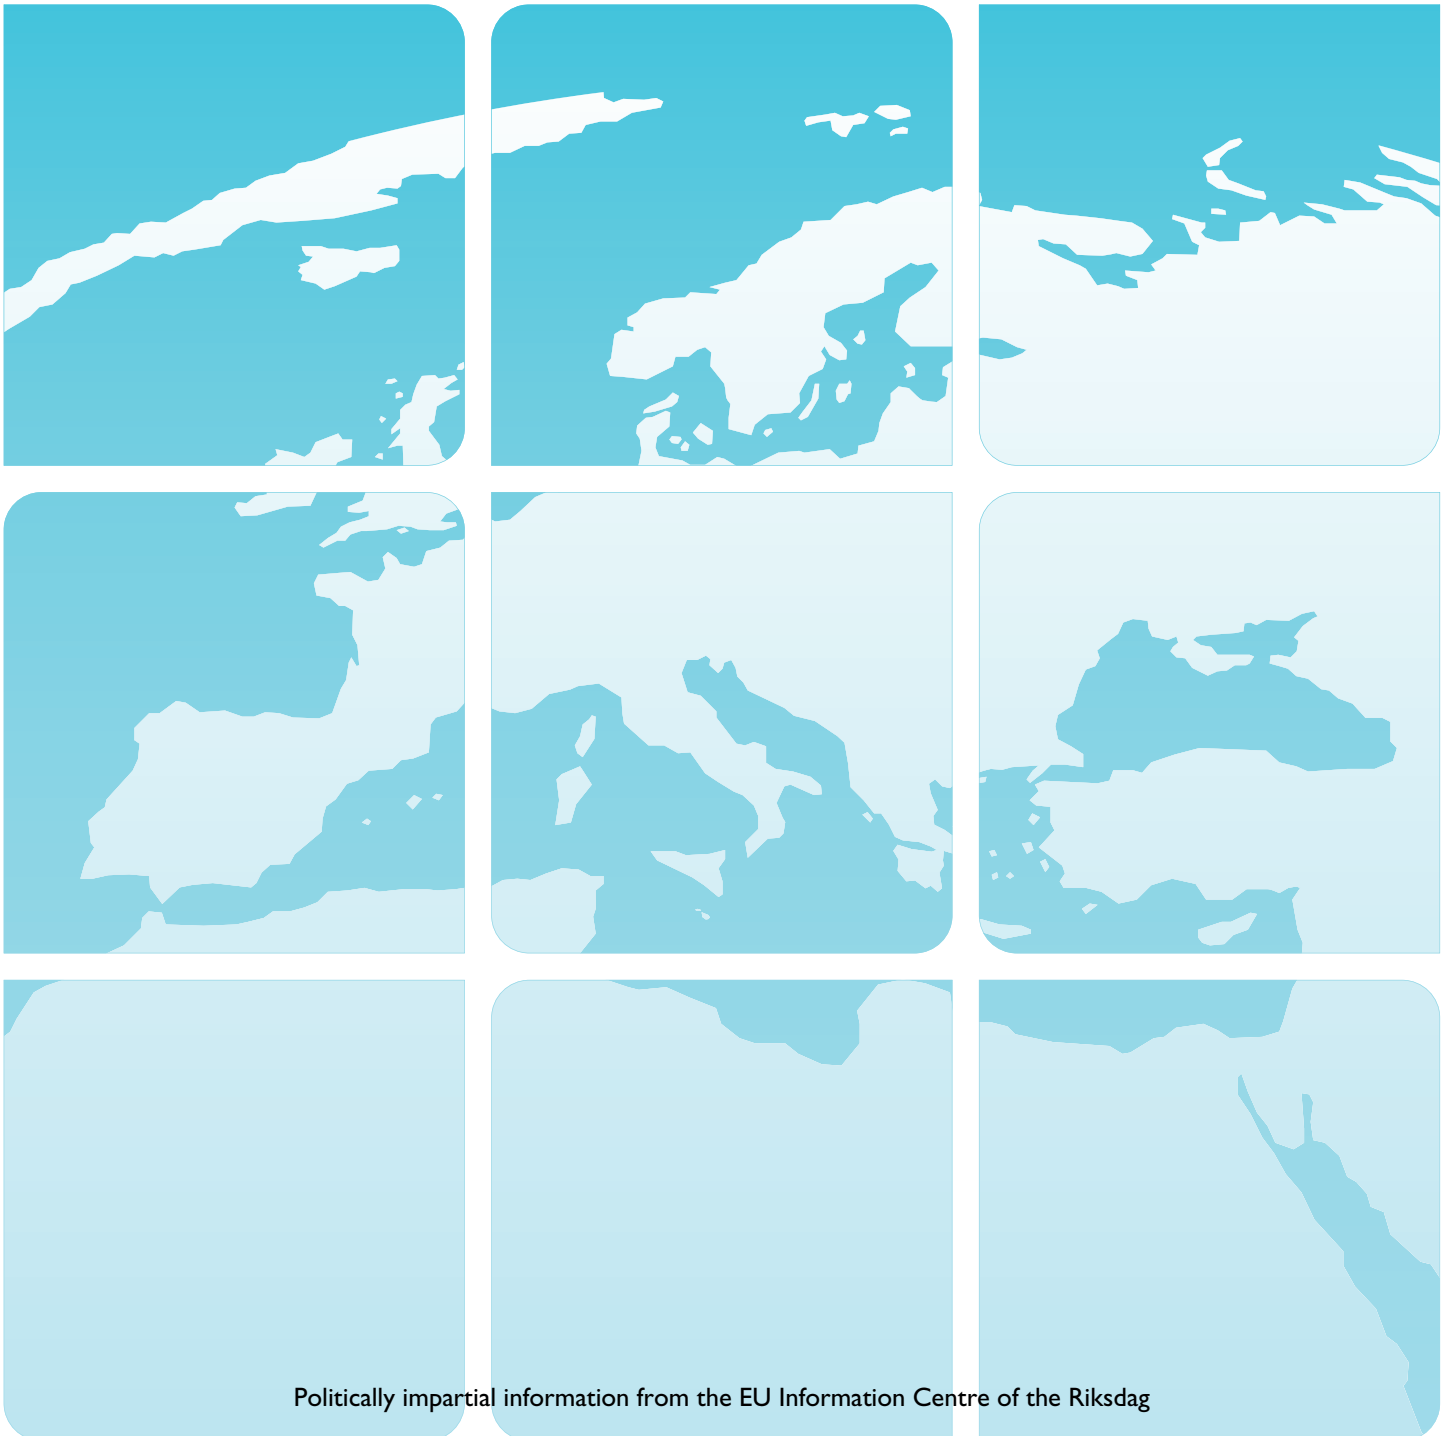 Politically impartial information from the EU Information Centre of the Riksdag